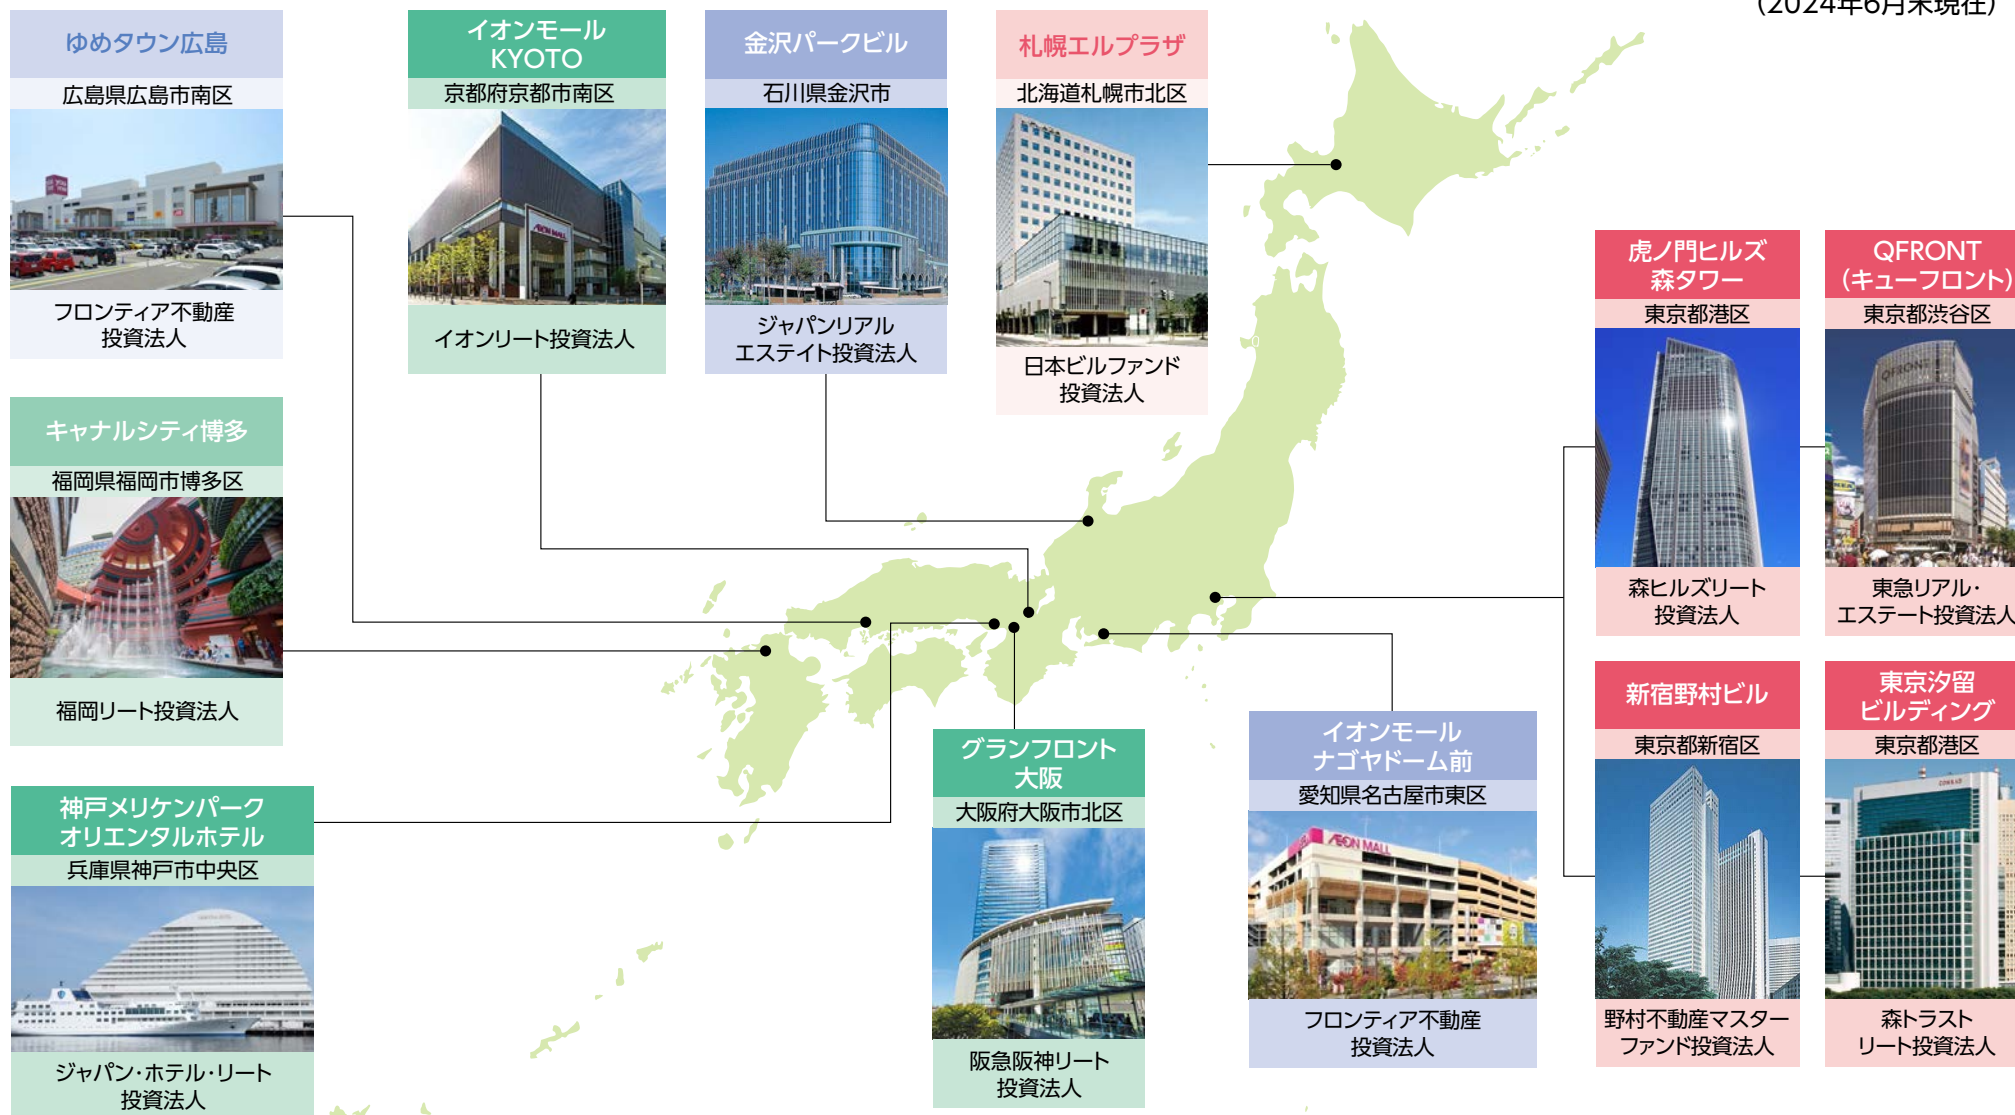 （2024年6月末現在）
ゆめタウン広島
広島県広島市南区
フロンティア不動産
投資法人
イオンモール
KYOTO
京都府京都市南区
ÆON MALL
イオンリート投資法人
金沢パークビル
石川県金沢市
ジャパンリアル
エステイト投資法人
札幌エルプラザ
北海道札幌市北区
日本ビルファンド
投資法人
キャナルシティ博多
福岡県福岡市博多区
福岡リート投資法人
虎ノ門ヒルズ
森タワー
東京都港区
森ヒルズリート
投資法人
QFRONT
（キューフロント）
東京都渋谷区
QFRONT
東急リアル・
エステート投資法人
神戸メリケンパーク
オリエンタルホテル
兵庫県神戸市中央区
ジャパン・ホテル・リート
投資法人
グランフロント
大阪
大阪府大阪市北区
阪急阪神リート
投資法人
イオンモール
ナゴヤドーム前
愛知県名古屋市東区
ÆON MALL
フロンティア不動産
投資法人
新宿野村ビル
東京都新宿区
野村不動産マスター
ファンド投資法人
東京汐留
ビルディング
東京都港区
CONRAD
森トラスト
リート投資法人